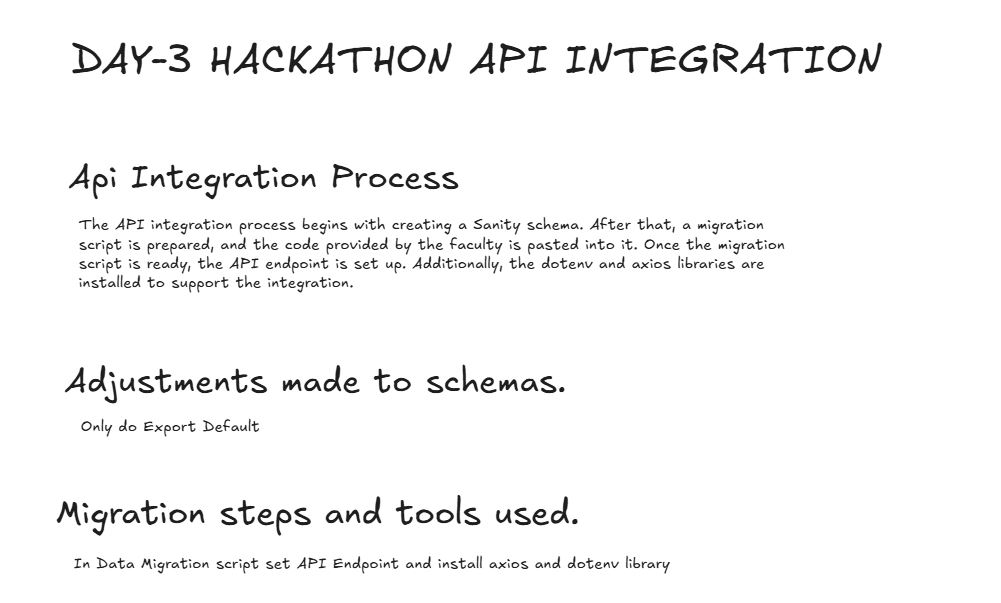 DAY-3 HACKATHON API INTEGRATION
Api Integration Process
The API integration process begins with creating a Sanity schema. After that, a migration
script is prepared, and the code provided by the faculty is pasted into it. Once the migration
script is ready, the API endpoint is set up. Additionally, the dotenv and axios libraries are
installed to support the integration.
Adjustments made to schemas.
Only do Export Default
Migration steps and tools used.
In Data Migration script set API Endpoint and install axios and dotenv library